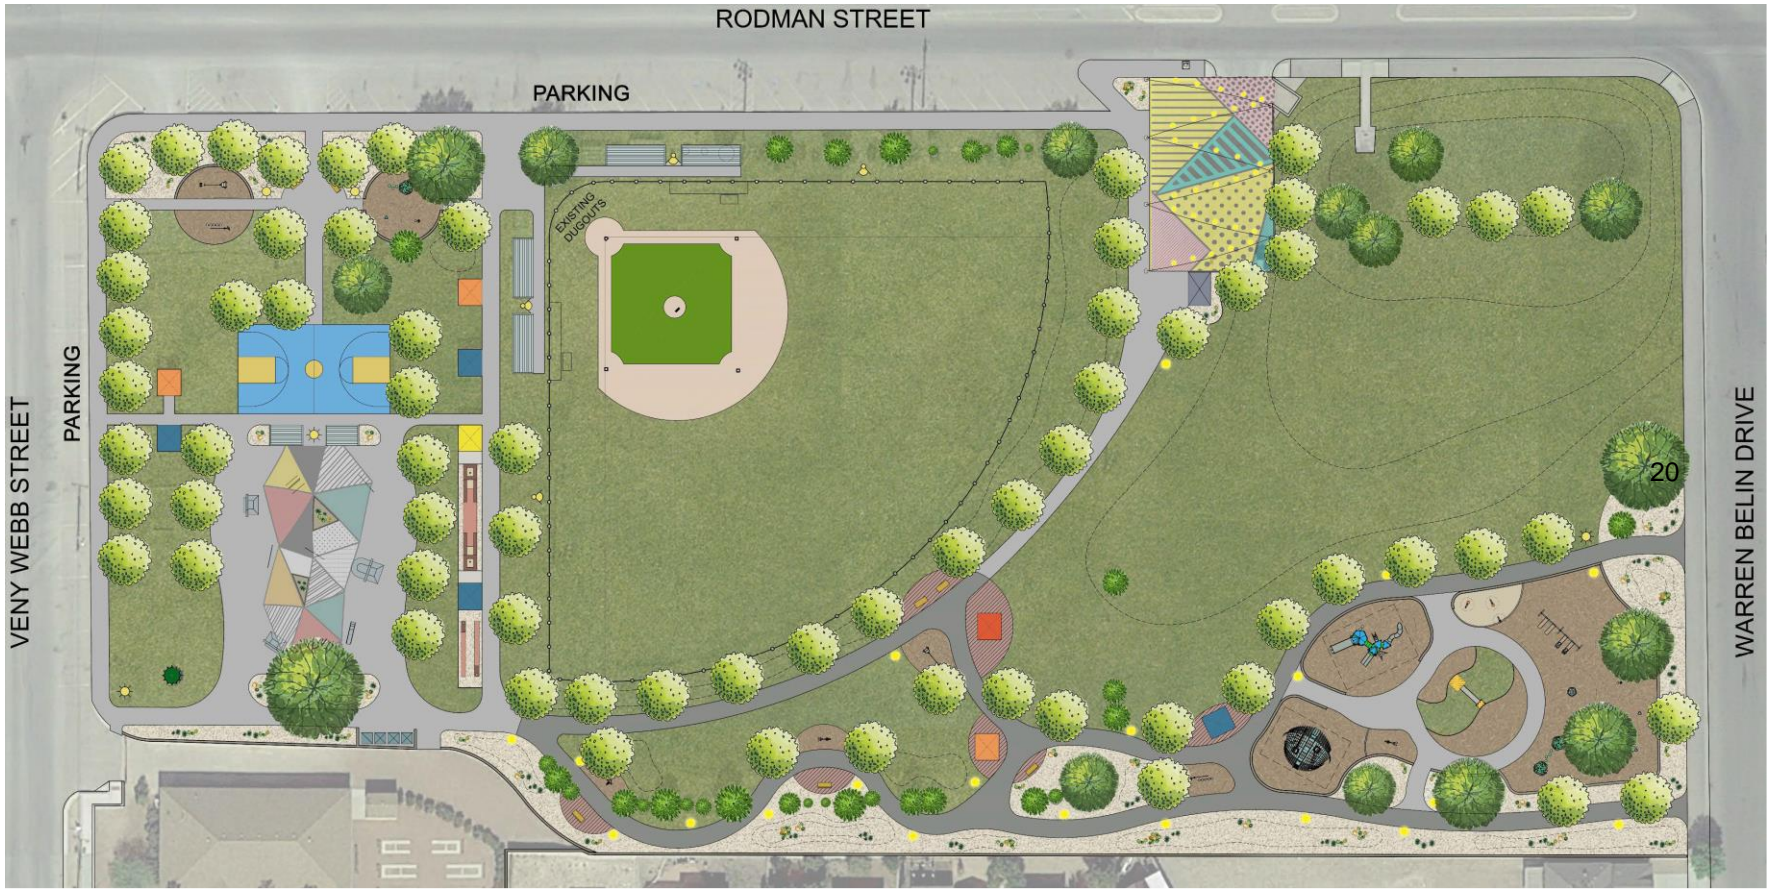 RODMAN STREET
PARKING
EXISTING
DUGOUTS
PARKING
VENY WEBB STREET
WARREN BELIN DRIVE
20